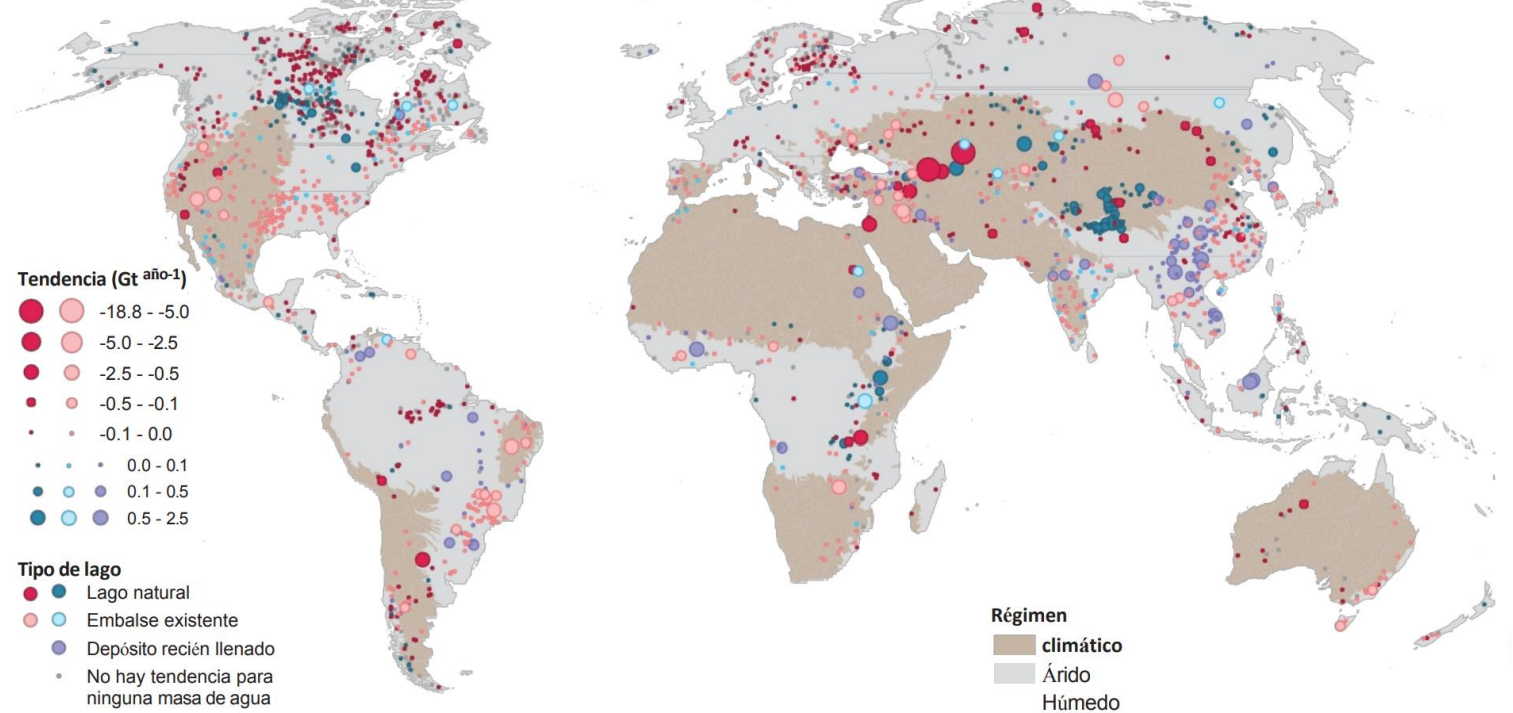 Tendencia (Gt año-1)
-18.8 - -5.0
-5.0 - -2.5
-2.5 - -0.5
-0.5 - -0.1
-0.1 - 0.0
0.0 - 0.1
0.1 - 0.5
0.5 - 2.5
Tipo de lago
Lago natural
Embalse existente
Depósito recién llenado
No hay tendencia para
ninguna masa de agua
Régimen
climático
Árido
Húmedo